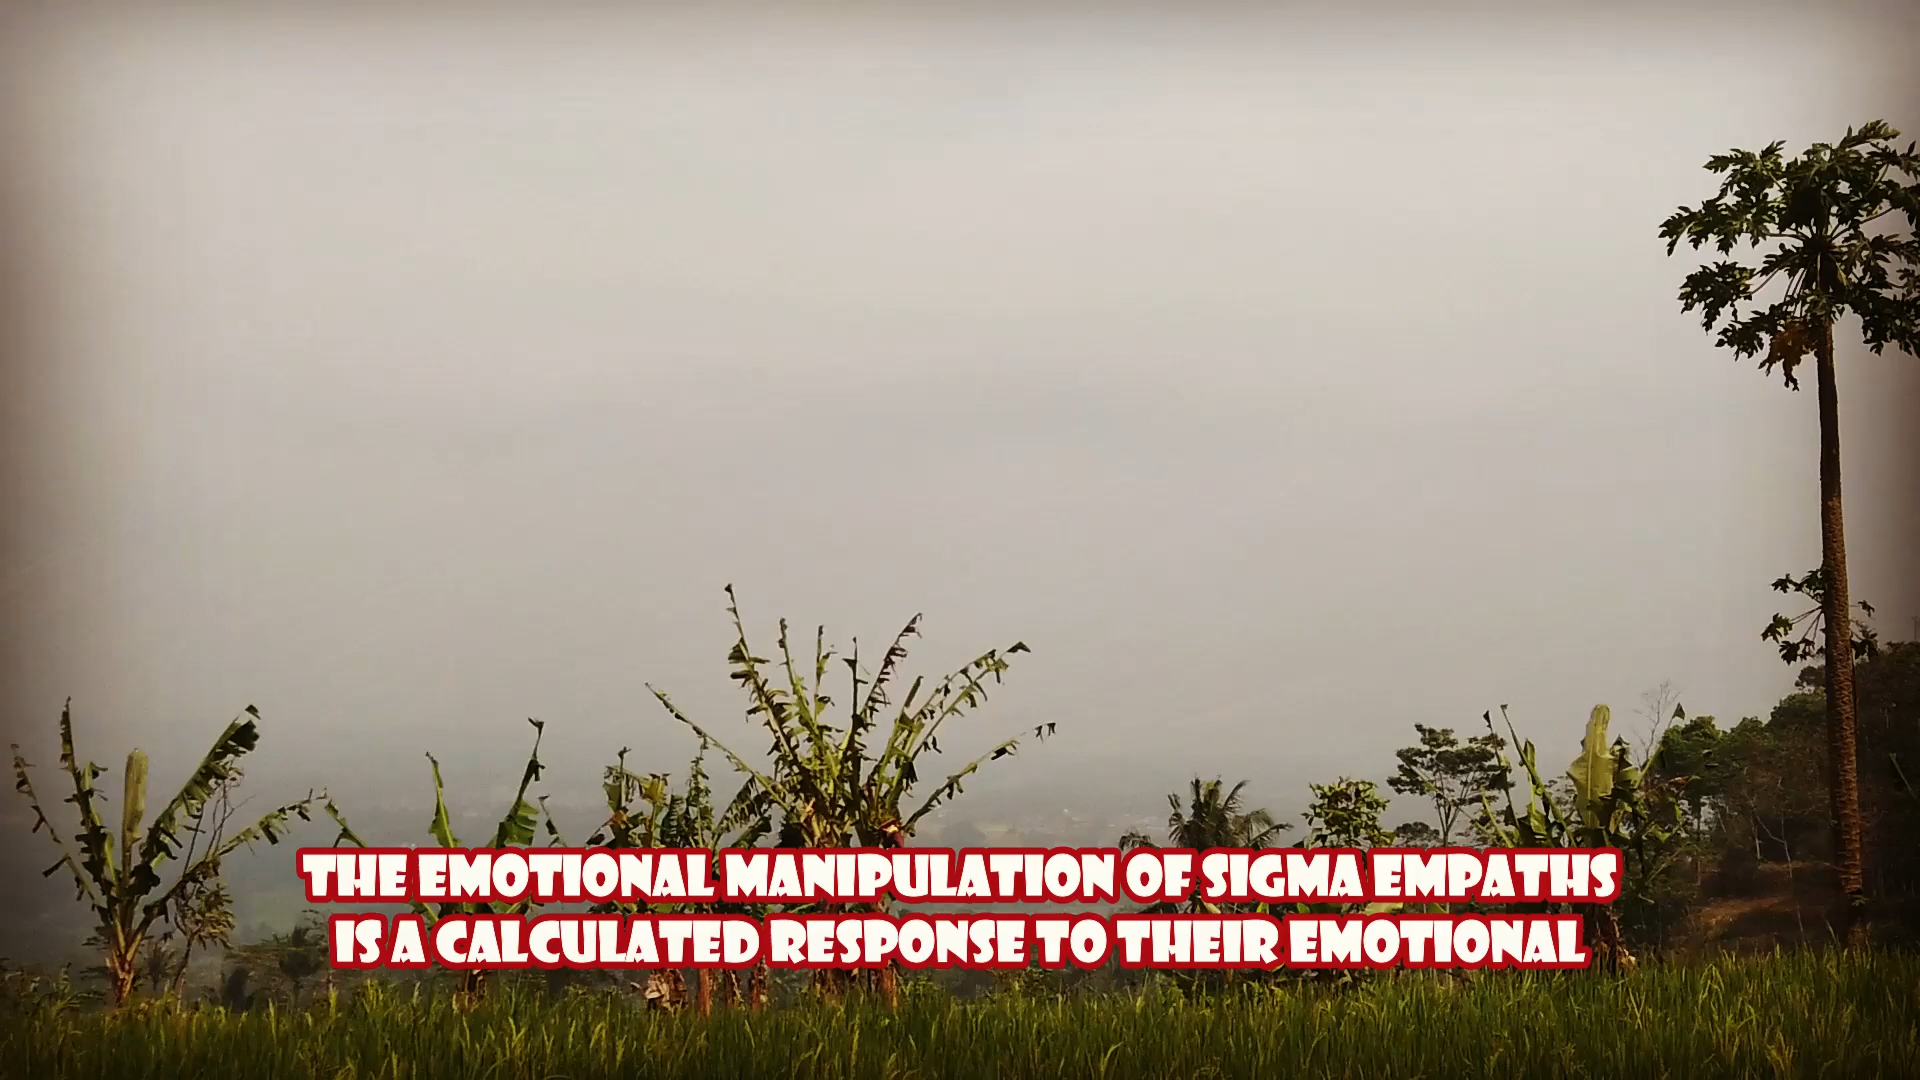 THE EMOTIONAL MANIPULATION OF SIGMA EMPATHS
IS A CALCULATED RESPONSE TO THEIR EMOTIONAL